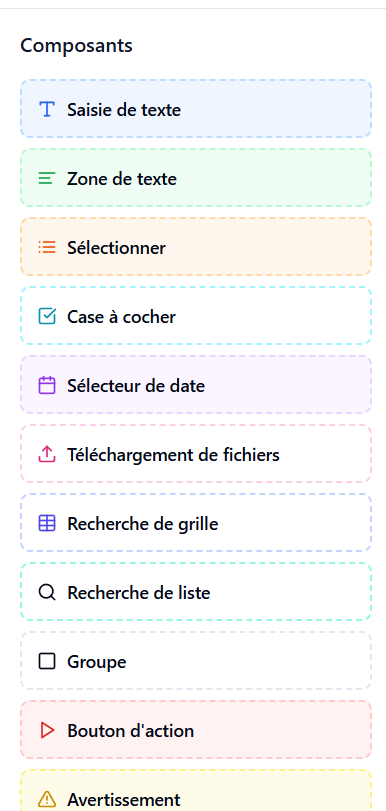 Composants
Saisie de texte
Zone de texte
Sélectionner
Case à cocher
Sélecteur de date
Téléchargement de fichiers
Recherche de grille
Recherche de liste
Groupe
Bouton d'action
Avertissement